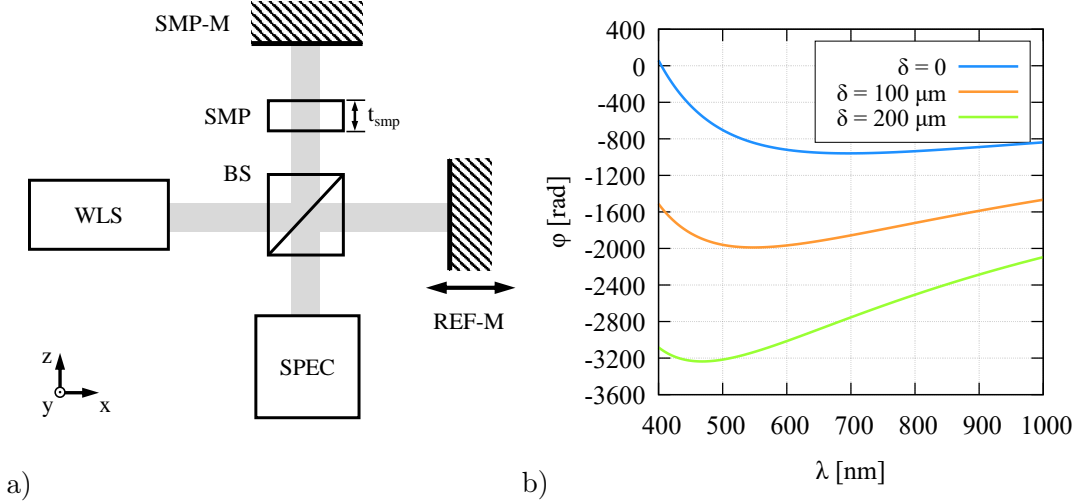 SMP-M
SMP
t_smp
BS
WLS
REF-M
SPEC
z
y
x
a)
400
0
-400
-800
-1200
-1600
-2000
-2400
-2800
-3200
-3600
φ [rad]
δ = 0
δ = 100 μm
δ = 200 μm
400 500 600 700 800 900 1000
λ [nm]
b)